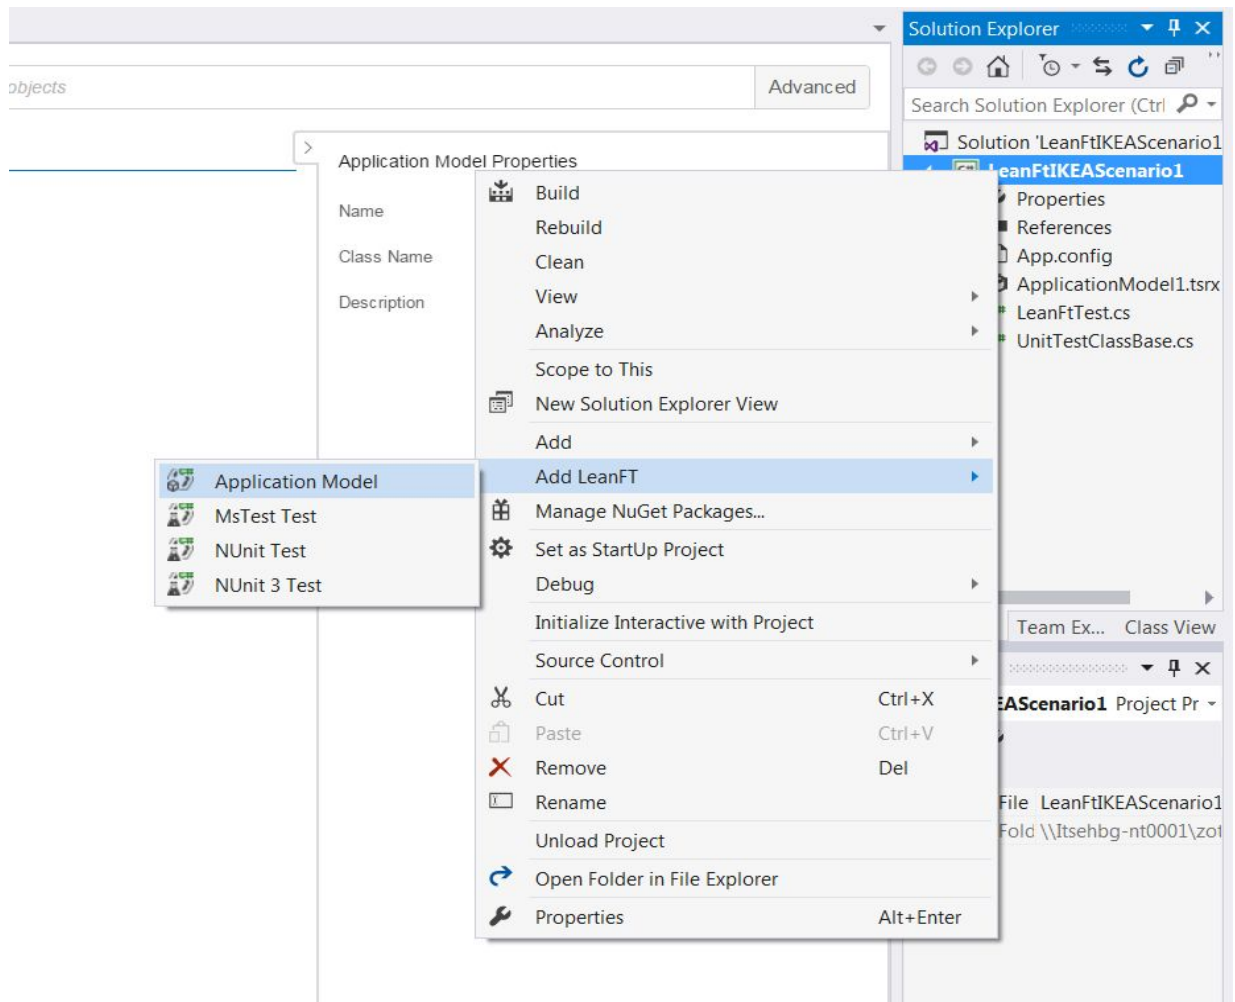 Solution Explorer
objects
Advanced
Search Solution Explorer (Ctrl
Solution 'LeanFtIKEAScenario1
LeanFtIKEAScenario1
Properties
References
App.config
ApplicationModel1.tsrx
LeanFtTest.cs
UnitTestClassBase.cs
Application Model Properties
Name
Class Name
Description
Build
Rebuild
Clean
View
Analyze
Scope to This
New Solution Explorer View
Add
Add LeanFT
Manage NuGet Packages...
Set as StartUp Project
Debug
Initialize Interactive with Project
Source Control
Cut Ctrl+X
Paste Ctrl+V
Remove Del
Rename
Unload Project
Open Folder in File Explorer
Properties Alt+Enter
Application Model
MsTest Test
NUnit Test
NUnit 3 Test
Team Ex... Class View
EAScenario1 Project Pr
File LeanFtIKEAScenario1
Fold \\Itsehbg-nt0001\zot